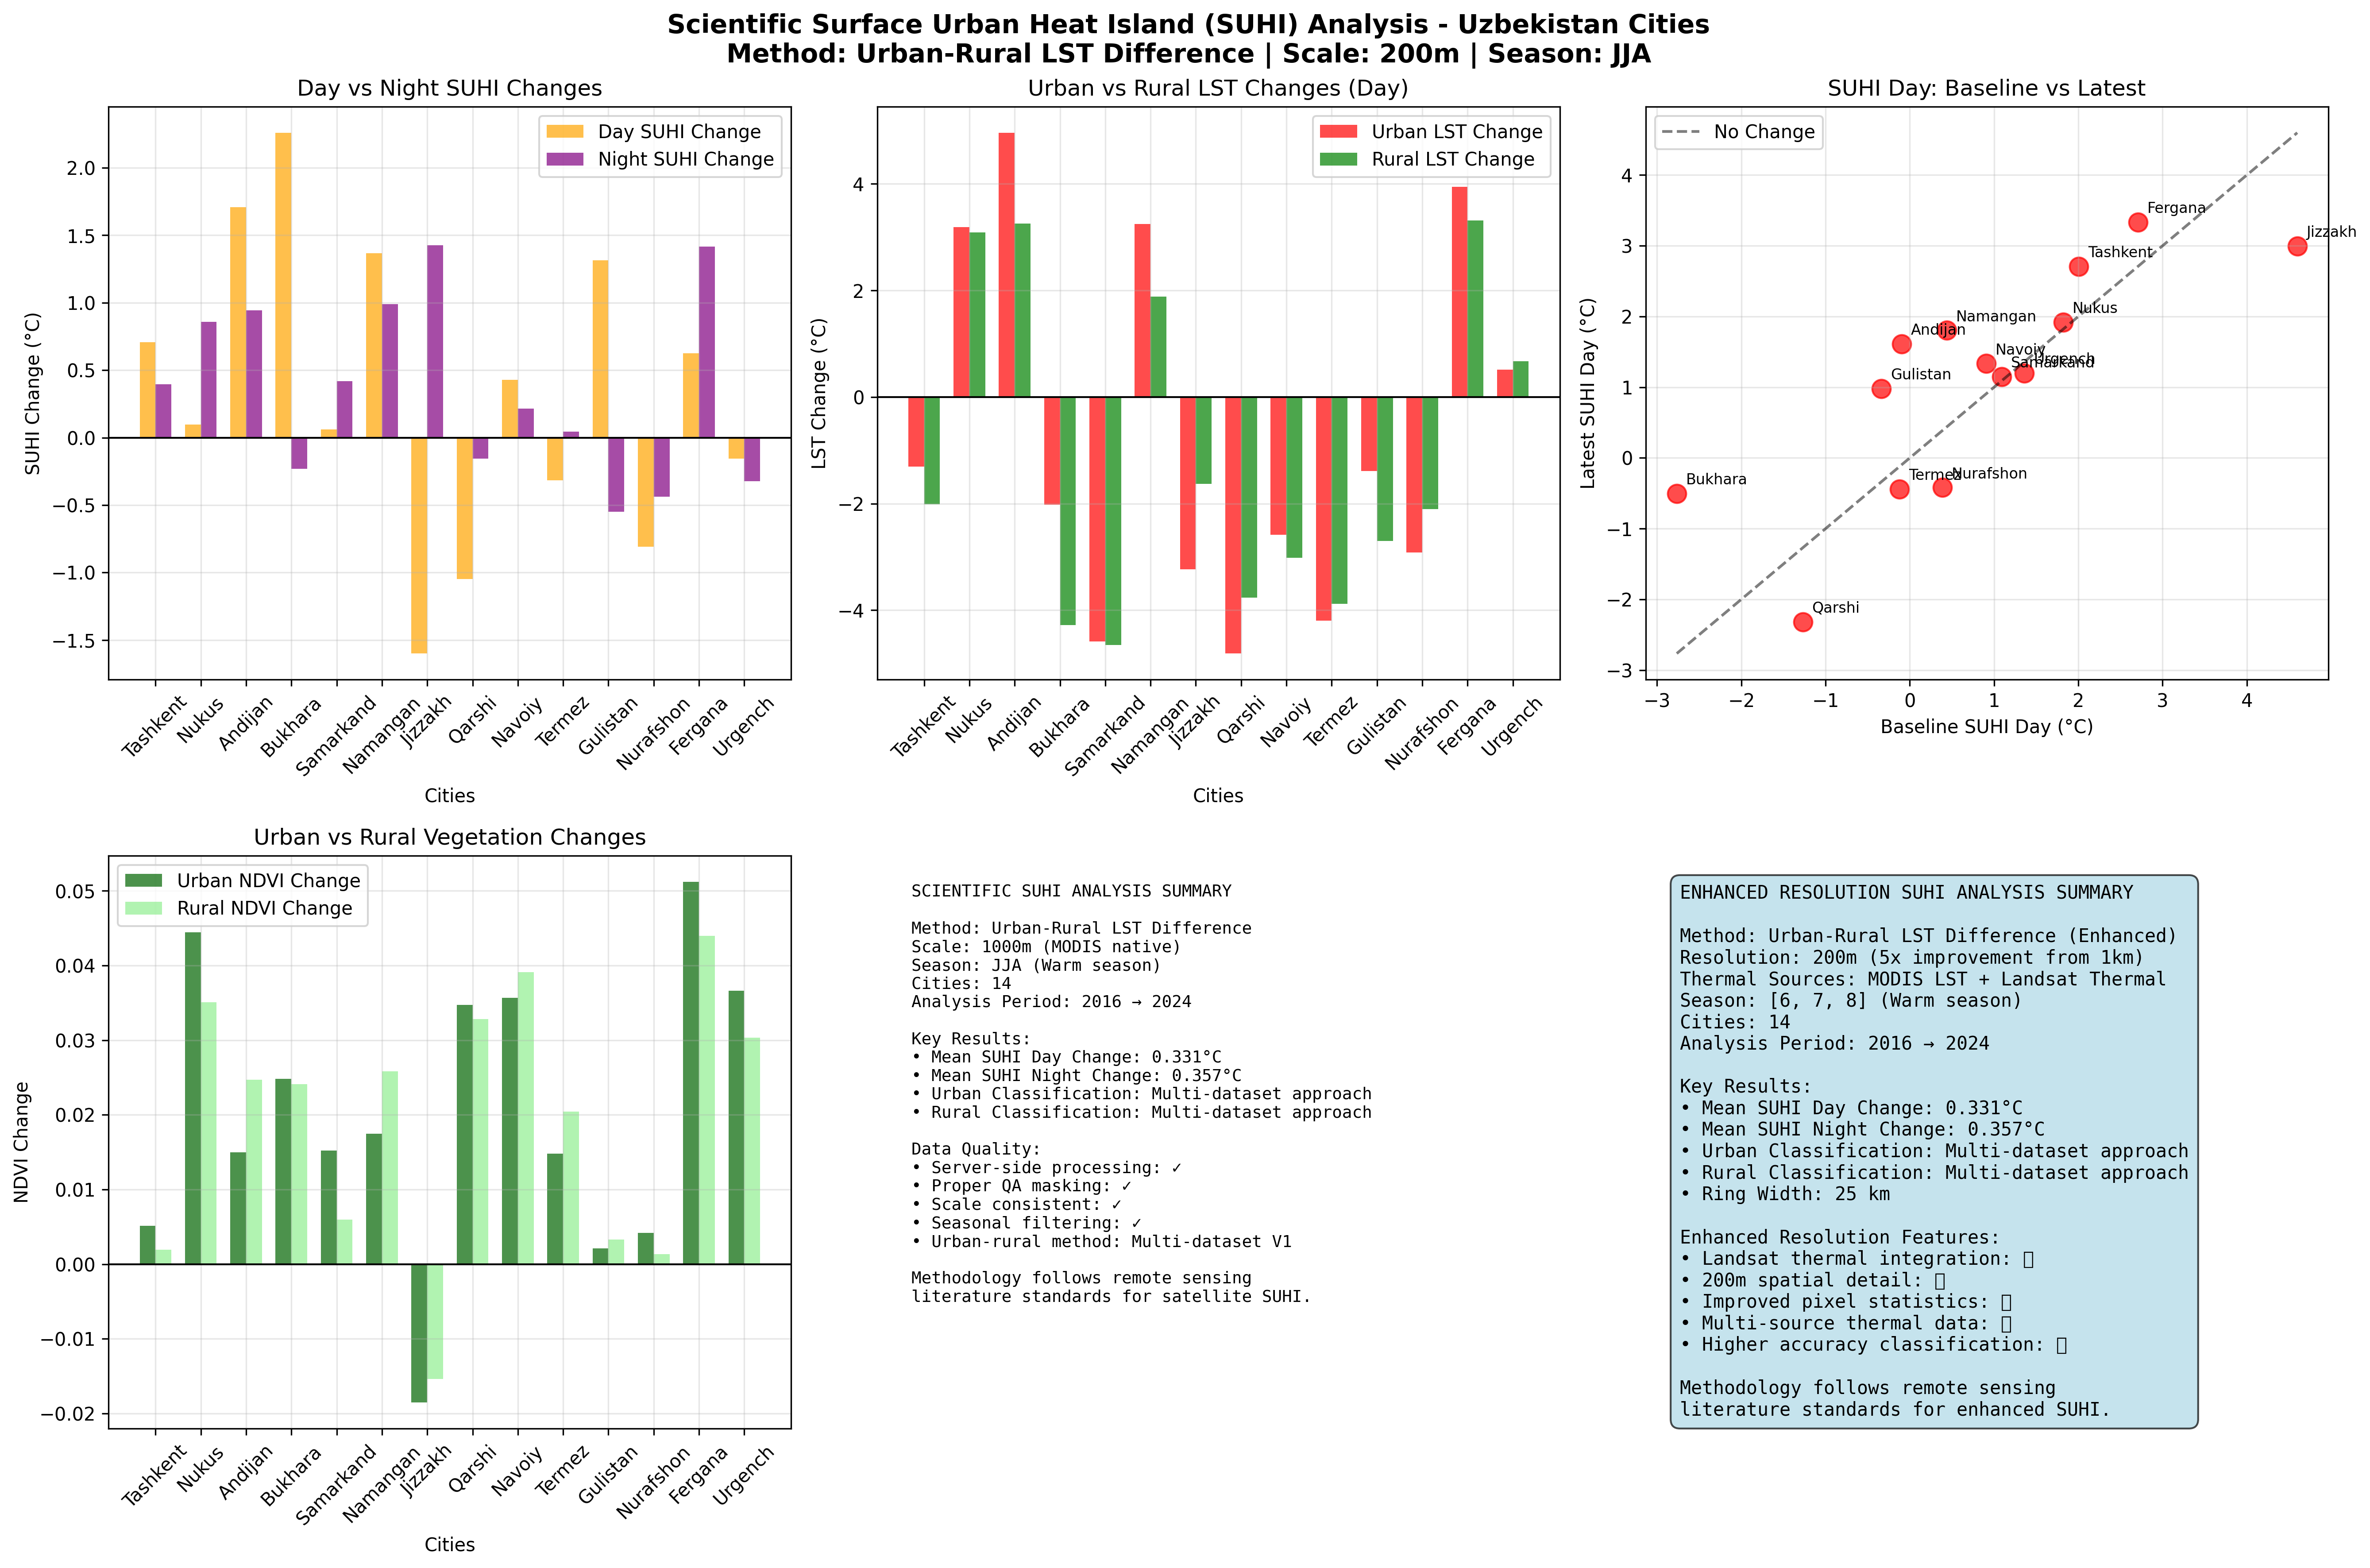 Scientific Surface Urban Heat Island (SUHI) Analysis - Uzbekistan Cities
Method: Urban-Rural LST Difference | Scale: 200m | Season: JJA
Day vs Night SUHI Changes
Day SUHI Change
Night SUHI Change
SUHI Change (°C)
2.0
1.5
1.0
0.5
0.0
−0.5
−1.0
−1.5
Tashkent
Nukus
Andijan
Bukhara
Samarkand
Namangan
Jizzakh
Qarshi
Navoiy
Termez
Gulistan
Nurafshon
Fergana
Urgench
Cities
Urban vs Rural LST Changes (Day)
Urban LST Change
Rural LST Change
LST Change (°C)
4
2
0
−2
−4
Tashkent
Nukus
Andijan
Bukhara
Samarkand
Namangan
Jizzakh
Qarshi
Navoiy
Termez
Gulistan
Nurafshon
Fergana
Urgench
Cities
SUHI Day: Baseline vs Latest
No Change
Latest SUHI Day (°C)
4
3
2
1
0
−1
−2
−3
Fergana
Jizzakh
Tashkent
Nukus
Namangan
Andijan
Navoiy
Urgench
Samarkand
Gulistan
Termez
Nurafshon
Bukhara
Qarshi
−3
−2
−1
0
1
2
3
4
Baseline SUHI Day (°C)
Urban vs Rural Vegetation Changes
Urban NDVI Change
Rural NDVI Change
NDVI Change
0.05
0.04
0.03
0.02
0.01
0.00
−0.01
−0.02
Tashkent
Nukus
Andijan
Bukhara
Samarkand
Namangan
Jizzakh
Qarshi
Navoiy
Termez
Gulistan
Nurafshon
Fergana
Urgench
Cities
SCIENTIFIC SUHI ANALYSIS SUMMARY
Method: Urban-Rural LST Difference
Scale: 1000m (MODIS native)
Season: JJA (Warm season)
Cities: 14
Analysis Period: 2016 → 2024
Key Results:
• Mean SUHI Day Change: 0.331°C
• Mean SUHI Night Change: 0.357°C
• Urban Classification: Multi-dataset approach
• Rural Classification: Multi-dataset approach
Data Quality:
• Server-side processing: ✓
• Proper QA masking: ✓
• Scale consistent: ✓
• Seasonal filtering: ✓
• Urban-rural method: Multi-dataset V1
Methodology follows remote sensing
literature standards for satellite SUHI.
ENHANCED RESOLUTION SUHI ANALYSIS SUMMARY
Method: Urban-Rural LST Difference (Enhanced)
Resolution: 200m (5x improvement from 1km)
Thermal Sources: MODIS LST + Landsat Thermal
Season: [6, 7, 8] (Warm season)
Cities: 14
Analysis Period: 2016 → 2024
Key Results:
• Mean SUHI Day Change: 0.331°C
• Mean SUHI Night Change: 0.357°C
• Urban Classification: Multi-dataset approach
• Rural Classification: Multi-dataset approach
• Ring Width: 25 km
Enhanced Resolution Features:
• Landsat thermal integration: ▯
• 200m spatial detail: ▯
• Improved pixel statistics: ▯
• Multi-source thermal data: ▯
• Higher accuracy classification: ▯
Methodology follows remote sensing
literature standards for enhanced SUHI.